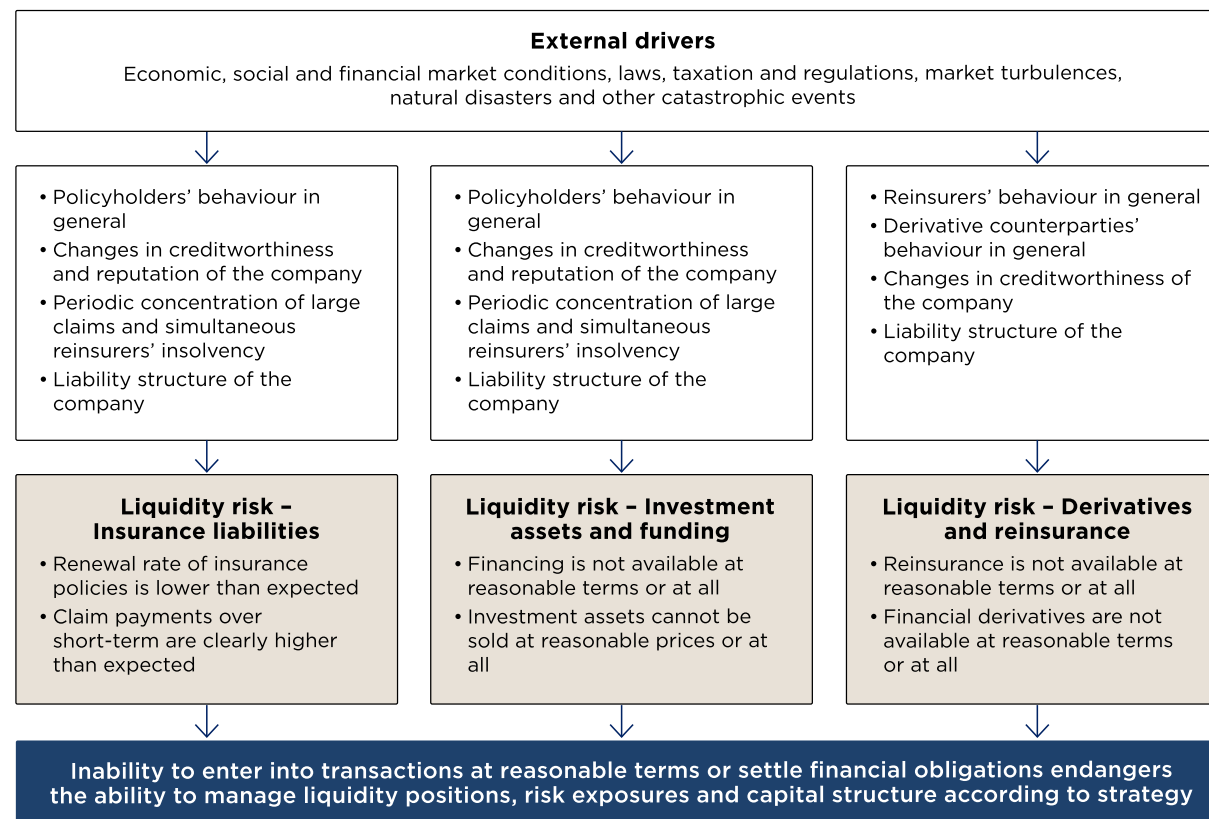 External drivers
Economic, social and financial market conditions, laws, taxation and regulations, market turbulences,
natural disasters and other catastrophic events
• Policyholders’ behaviour in
general
• Changes in creditworthiness
and reputation of the company
• Periodic concentration of large
claims and simultaneous
reinsurers’ insolvency
• Liability structure of the
company
• Policyholders’ behaviour in
general
• Changes in creditworthiness
and reputation of the company
• Periodic concentration of large
claims and simultaneous
reinsurers’ insolvency
• Liability structure of the
company
• Reinsurers’ behaviour in general
• Derivative counterparties’
behaviour in general
• Changes in creditworthiness of
the company
• Liability structure of the
company
Liquidity risk –
Insurance liabilities
• Renewal rate of insurance
policies is lower than expected
• Claim payments over
short-term are clearly higher
than expected
Liquidity risk – Investment
assets and funding
• Financing is not available at
reasonable terms or at all
• Investment assets cannot be
sold at reasonable prices or at
all
Liquidity risk – Derivatives
and reinsurance
• Reinsurance is not available at
reasonable terms or at all
• Financial derivatives are not
available at reasonable terms
or at all
Inability to enter into transactions at reasonable terms or settle financial obligations endangers
the ability to manage liquidity positions, risk exposures and capital structure according to strategy